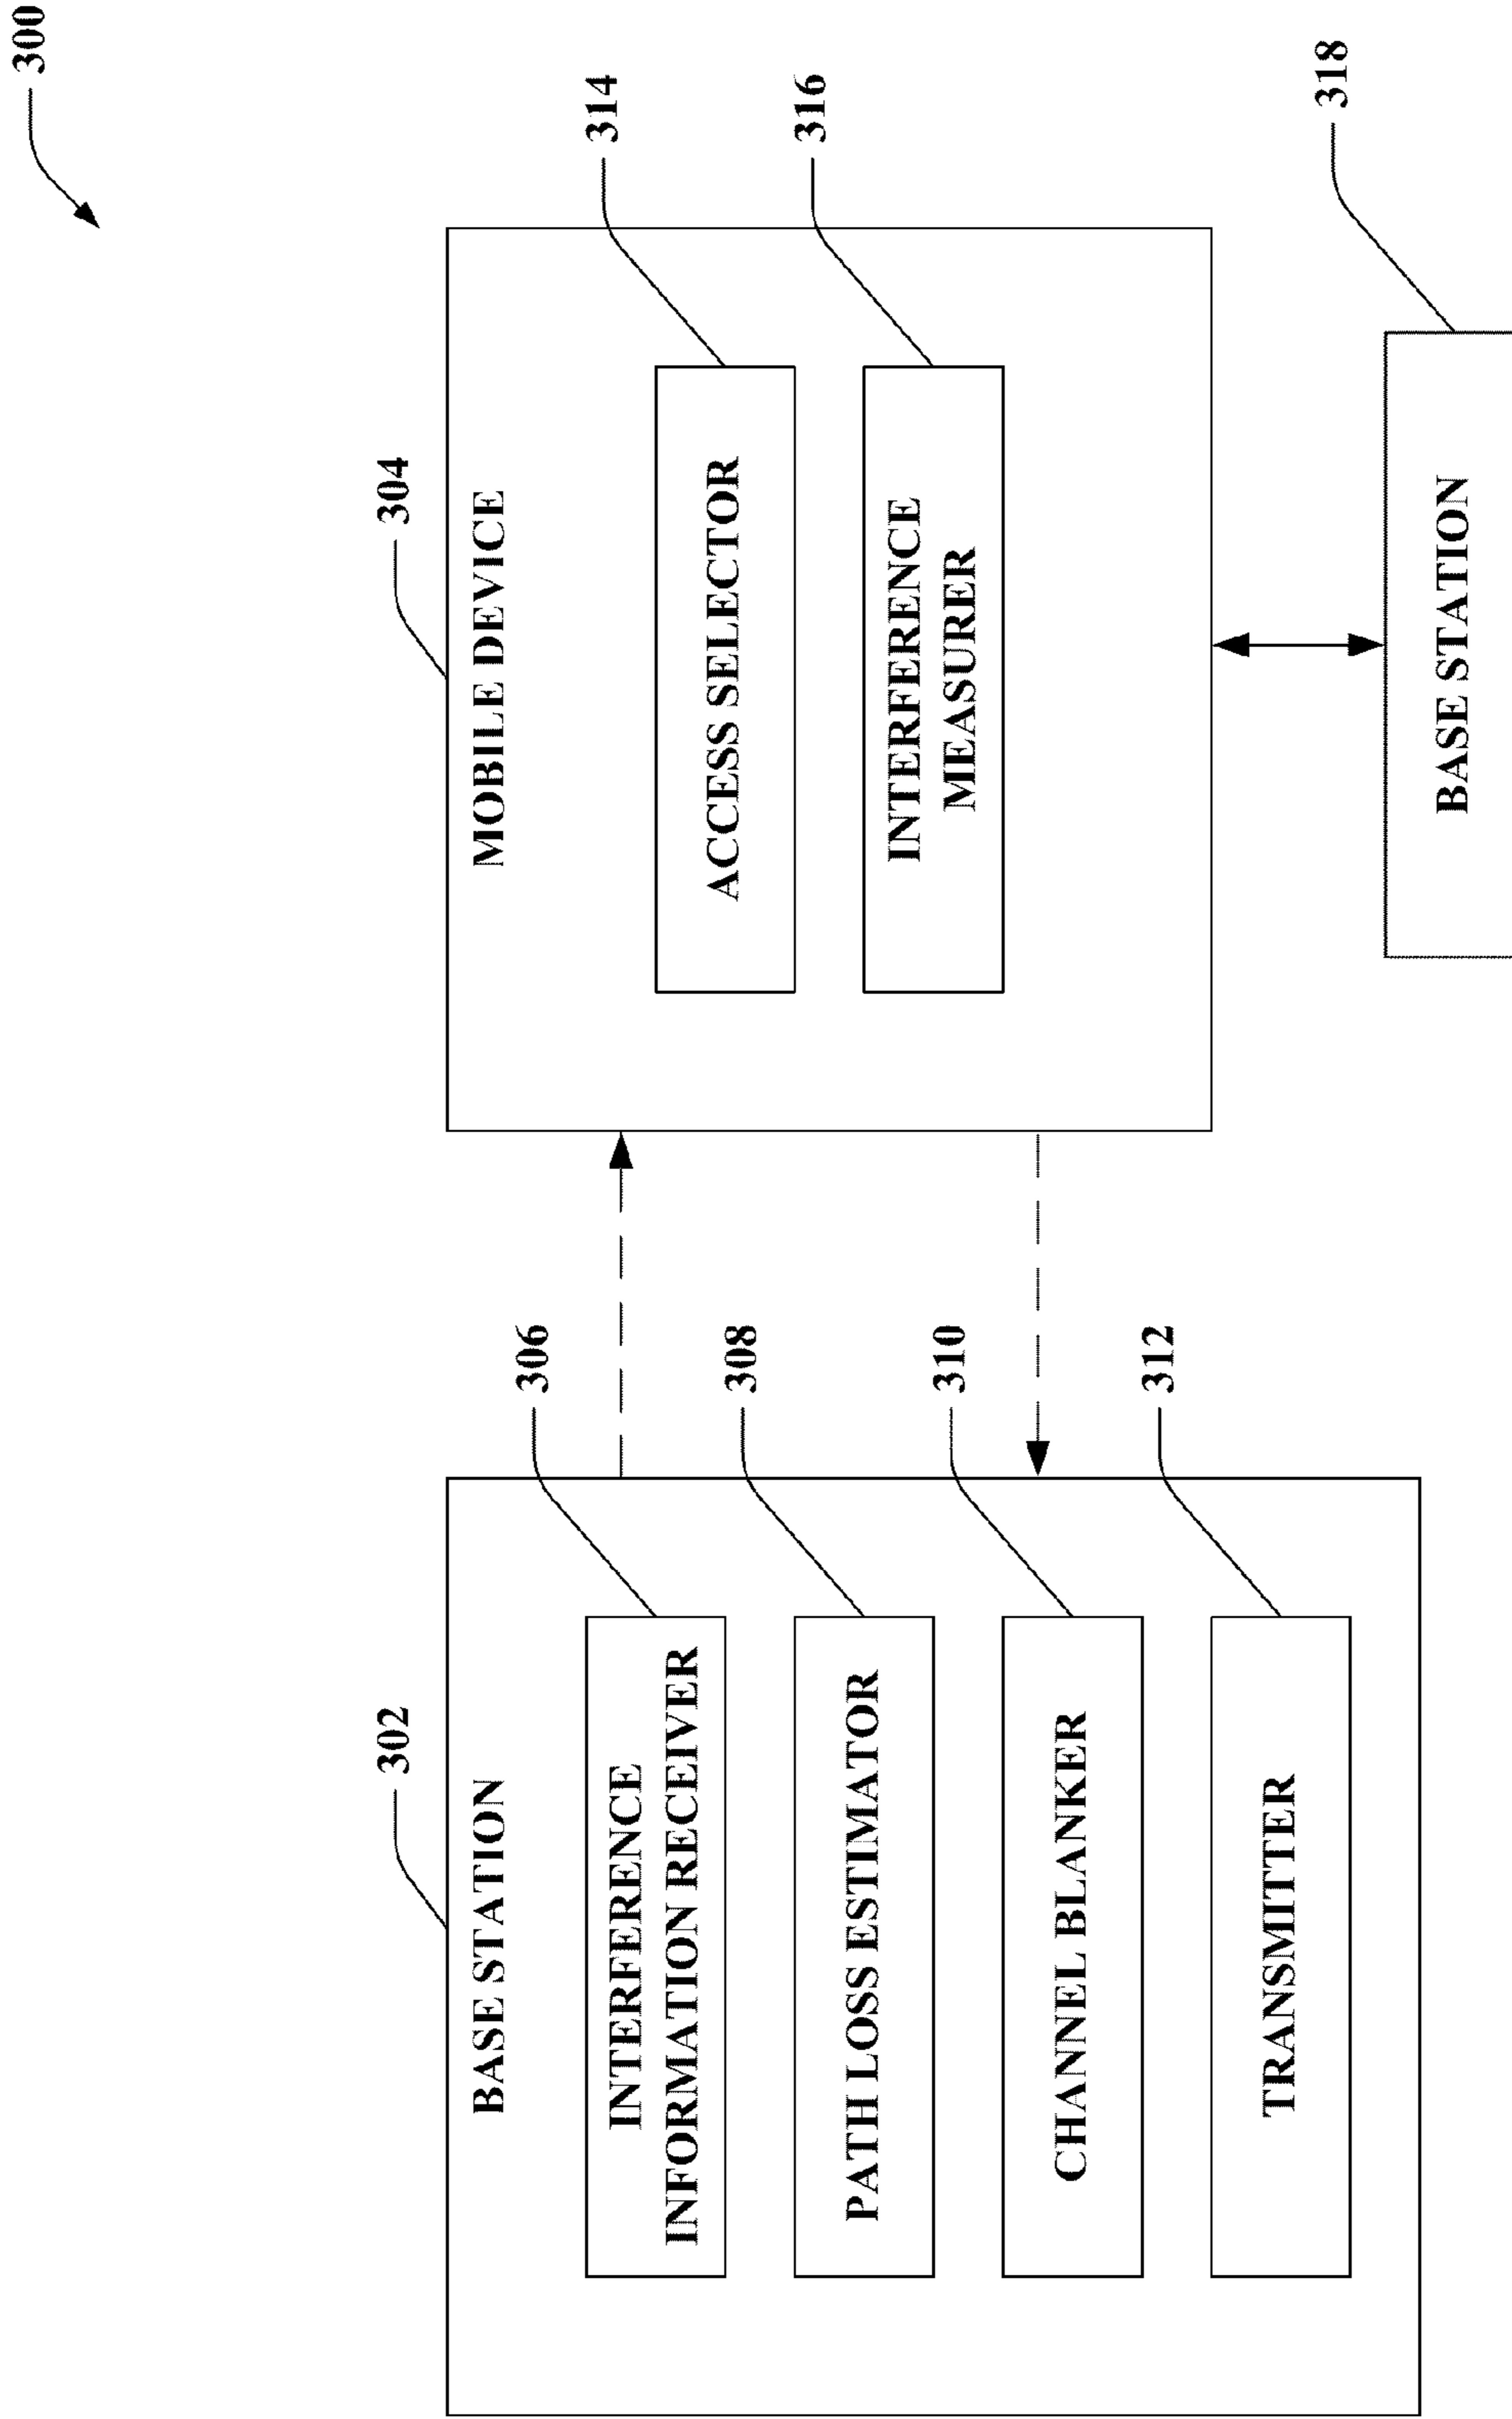 300
302
BASE STATION
306
INTERFERENCE
INFORMATION RECEIVER
308
PATH LOSS ESTIMATOR
310
CHANNEL BLANKER
312
TRANSMITTER
304
MOBILE DEVICE
314
ACCESS SELECTOR
316
INTERFERENCE
MEASURER
318
BASE STATION